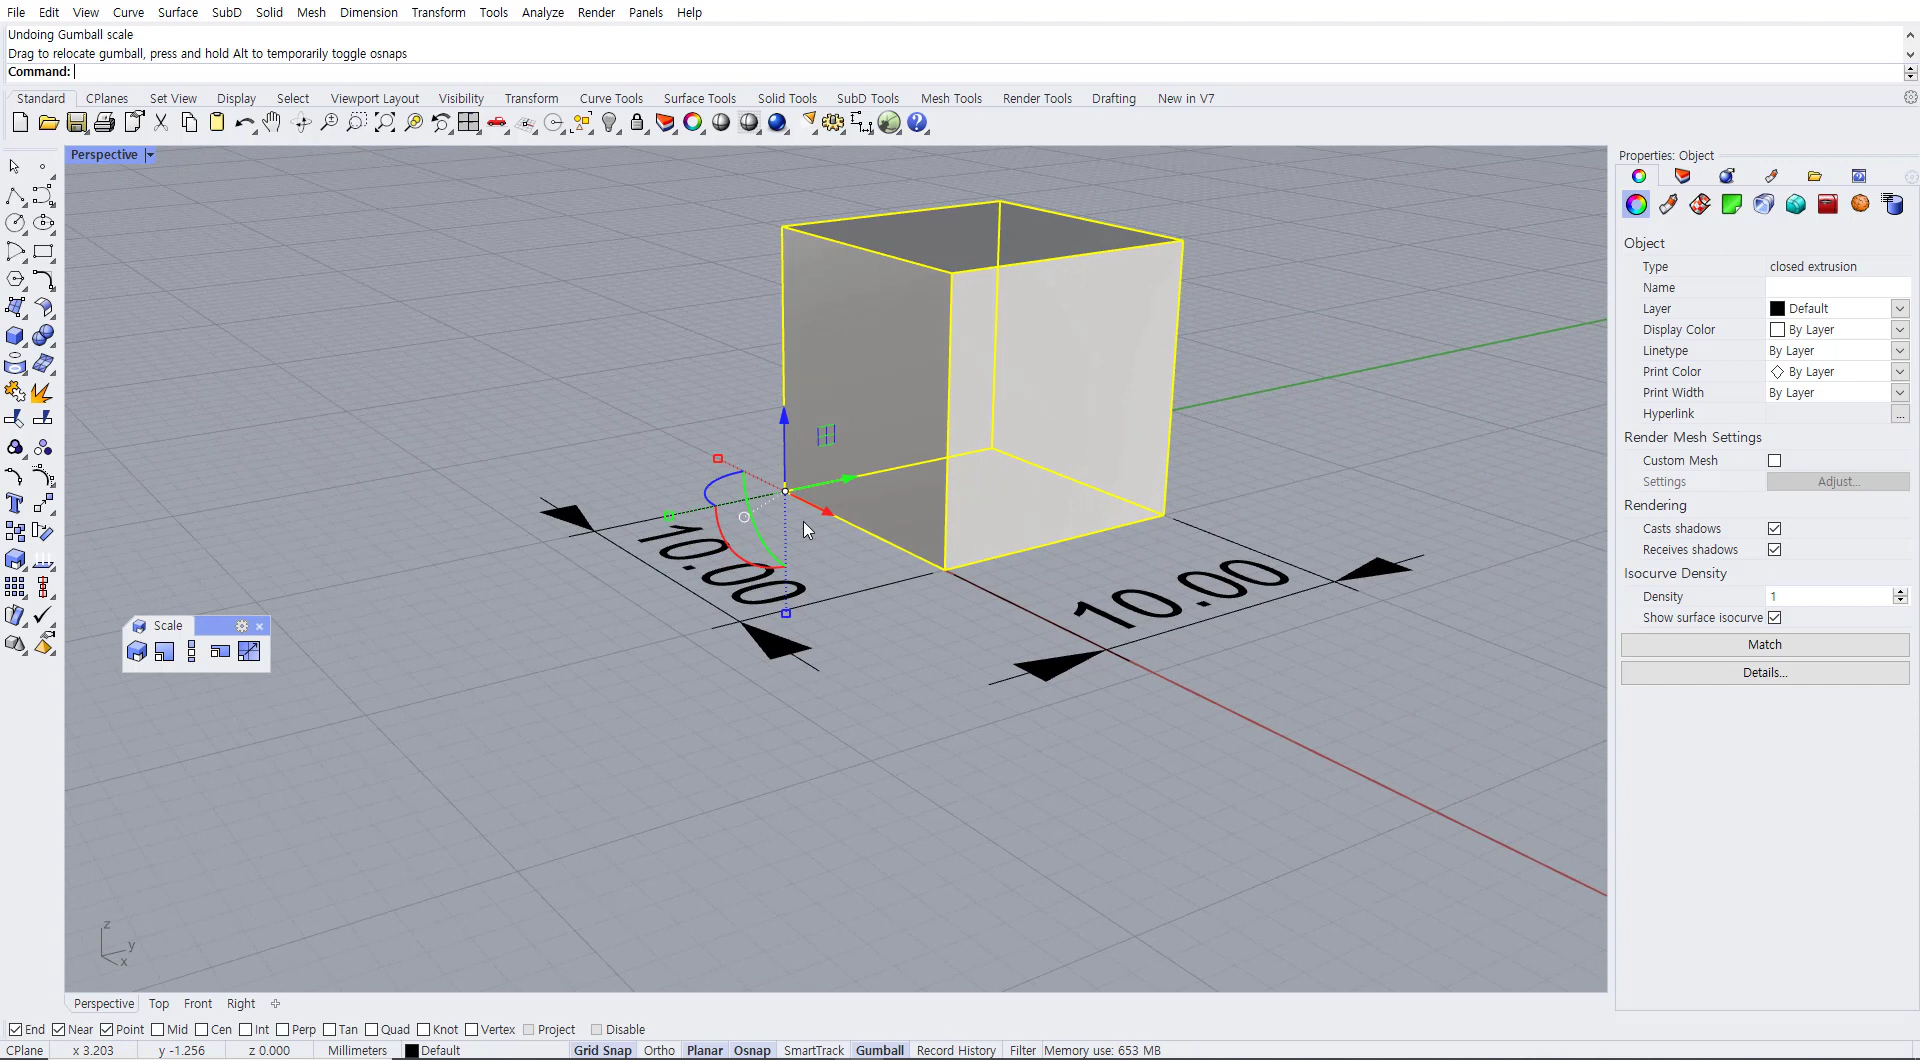 File Edit View Curve Surface SubD Solid Mesh Dimension Transform Tools Analyze Render Panels Help
Undoing Gumball scale
Drag to relocate gumball, press and hold Alt to temporarily toggle osnaps
Command:
Standard CPlanes Set View Display Select Viewport Layout Visibility Transform Curve Tools Surface Tools Solid Tools SubD Tools Mesh Tools Render Tools Drafting New in V7
Perspective
Properties: Object
Object
Type closed extrusion
Name
Layer Default
Display Color By Layer
Linetype By Layer
Print Color By Layer
Print Width By Layer
Hyperlink ...
Render Mesh Settings
Custom Mesh
Settings Adjust...
Rendering
Casts shadows
Receives shadows
Isocurve Density
Density 1
Show surface isocurve
Match
Details...
10.00
10.00
Scale
z
y
x
Perspective Top Front Right
End Near Point Mid Cen Int Perp Tan Quad Knot Vertex Project Disable
CPlane x 3.203 y -1.256 z 0.000 Millimeters Default Grid Snap Ortho Planar Osnap SmartTrack Gumball Record History Filter Memory use: 653 MB